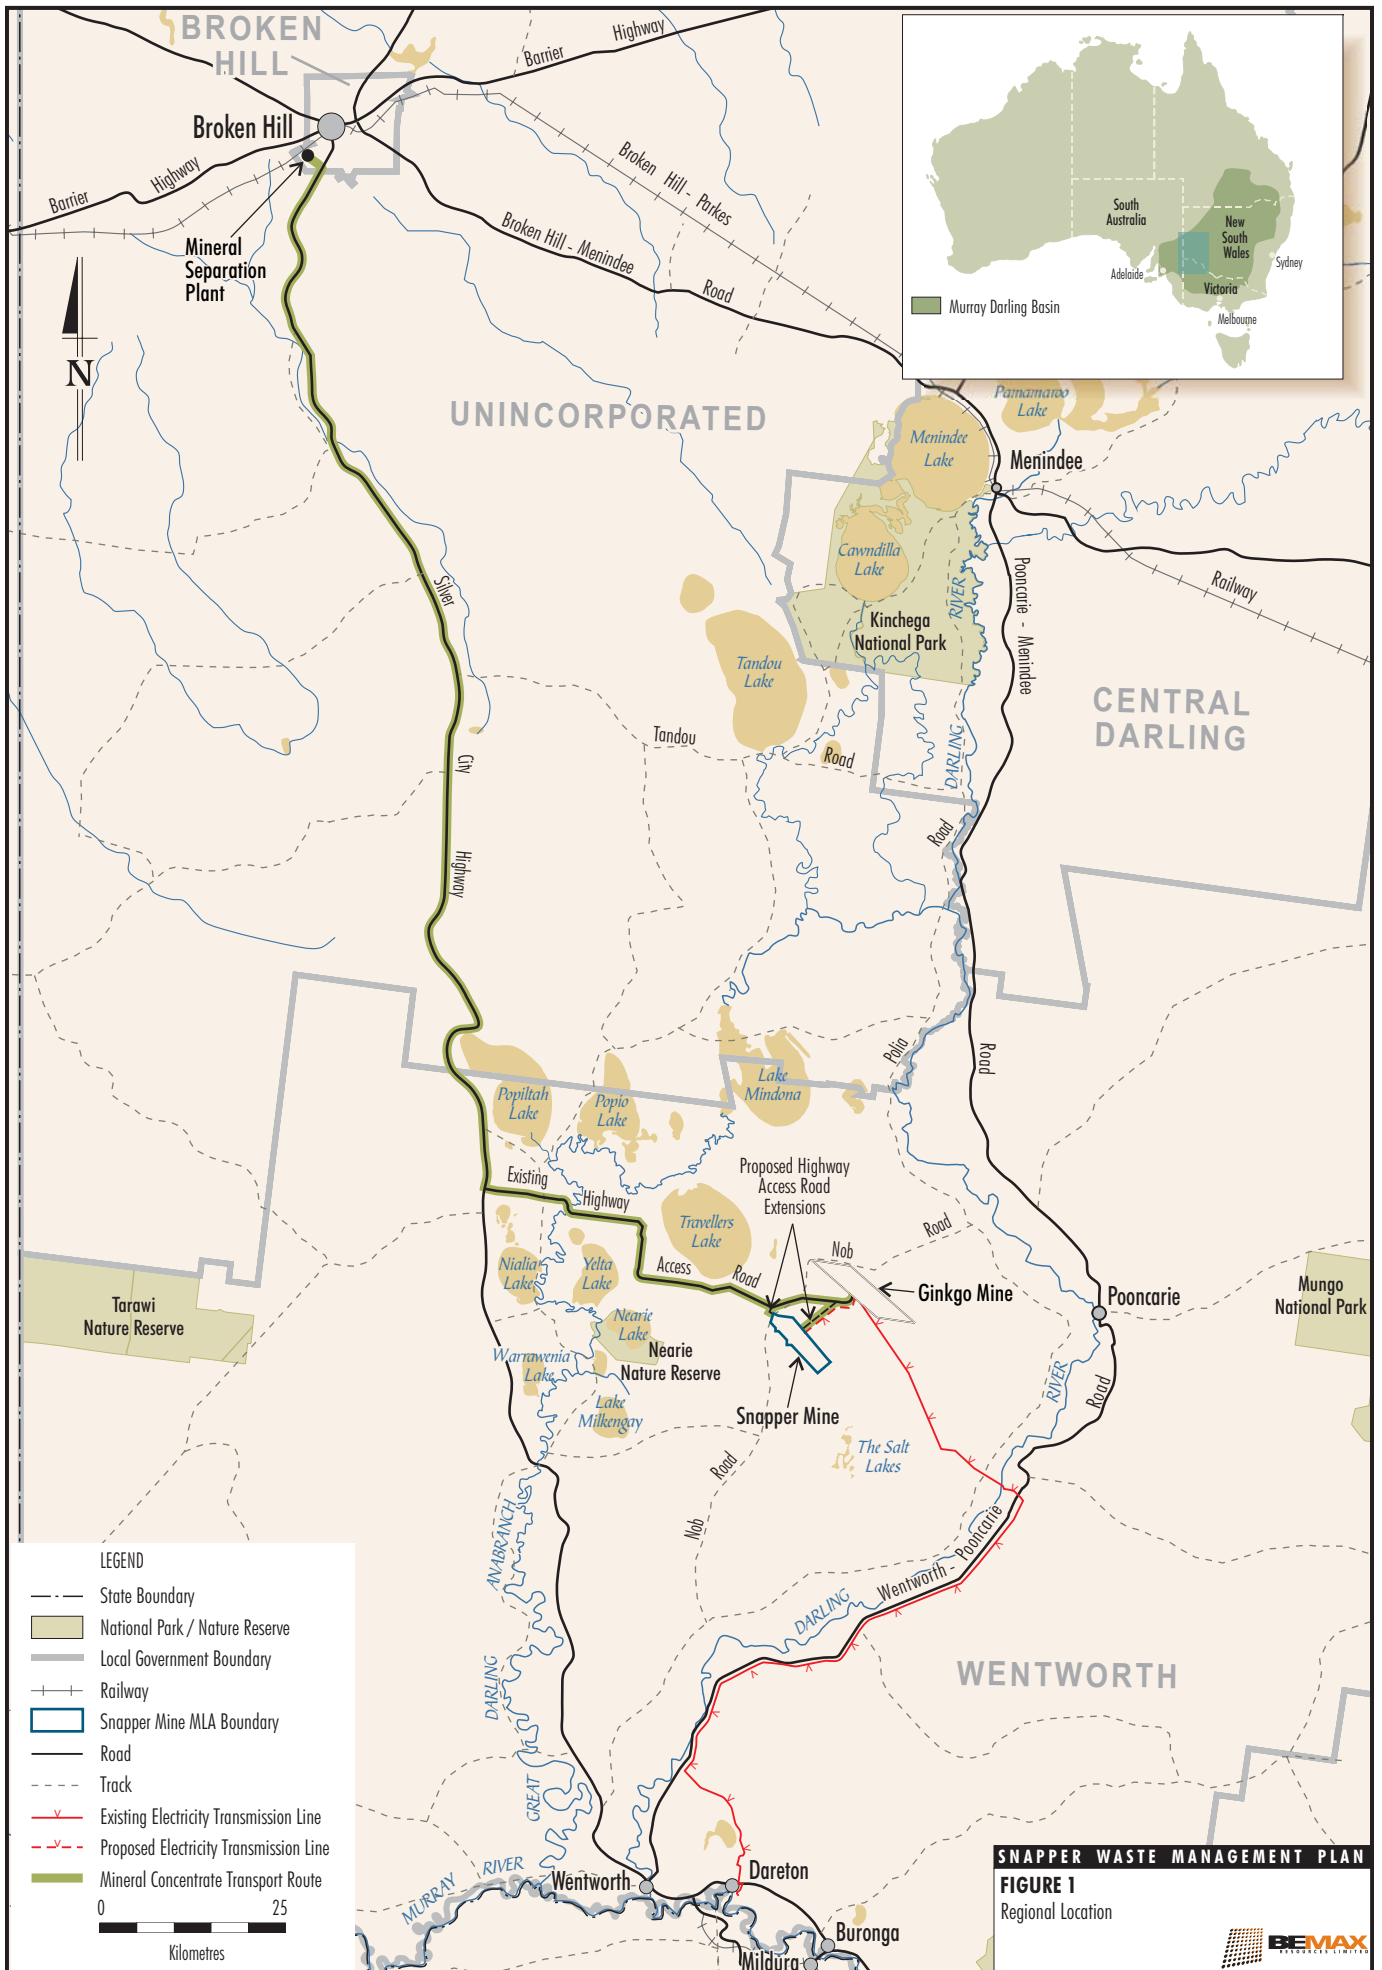 BROKEN
HILL
Barrier
Highway
Broken Hill
Barrier
Highway
Broken Hill - Parkes
Broken Hill - Menindee
Road
Mineral
Separation
Plant
N
South
Australia
New
South
Wales
Sydney
Adelaide
Victoria
Melbourne
Murray Darling Basin
UNINCORPORATED
Pamamaroo
Lake
Menindee
Lake
Menindee
Cawndilla
Lake
RIVER
Pooncarie - Menindee
Railway
Silver
Kinchega
National Park
Tandou
Lake
CENTRAL
DARLING
Tandou
Road
DARLING
City
Road
Highway
Polia
Road
Popiltah
Lake
Popio
Lake
Lake
Mindona
Existing
Highway
Proposed Highway
Access Road
Extensions
Travellers
Lake
Road
Nob
Nialia
Lake
Yelta
Lake
Access
Road
Ginkgo Mine
Pooncarie
Mungo
National Park
Tarawi
Nature Reserve
Nearie
Lake
Nearie
Nature Reserve
Warrawenia
Lake
Lake
Milkengay
Snapper Mine
RIVER
Road
The Salt
Lakes
Road
Nob
ANABRANCH
Wentworth - Pooncarie
DARLING
WENTWORTH
DARLING
GREAT
LEGEND
State Boundary
National Park / Nature Reserve
Local Government Boundary
Railway
Snapper Mine MLA Boundary
Road
Track
Existing Electricity Transmission Line
Proposed Electricity Transmission Line
Mineral Concentrate Transport Route
0 25
Kilometres
MURRAY
RIVER
Wentworth
Dareton
Buronga
Mildura
SNAPPER WASTE MANAGEMENT PLAN
FIGURE 1
Regional Location
BEMAX
RESOURCES LIMITED